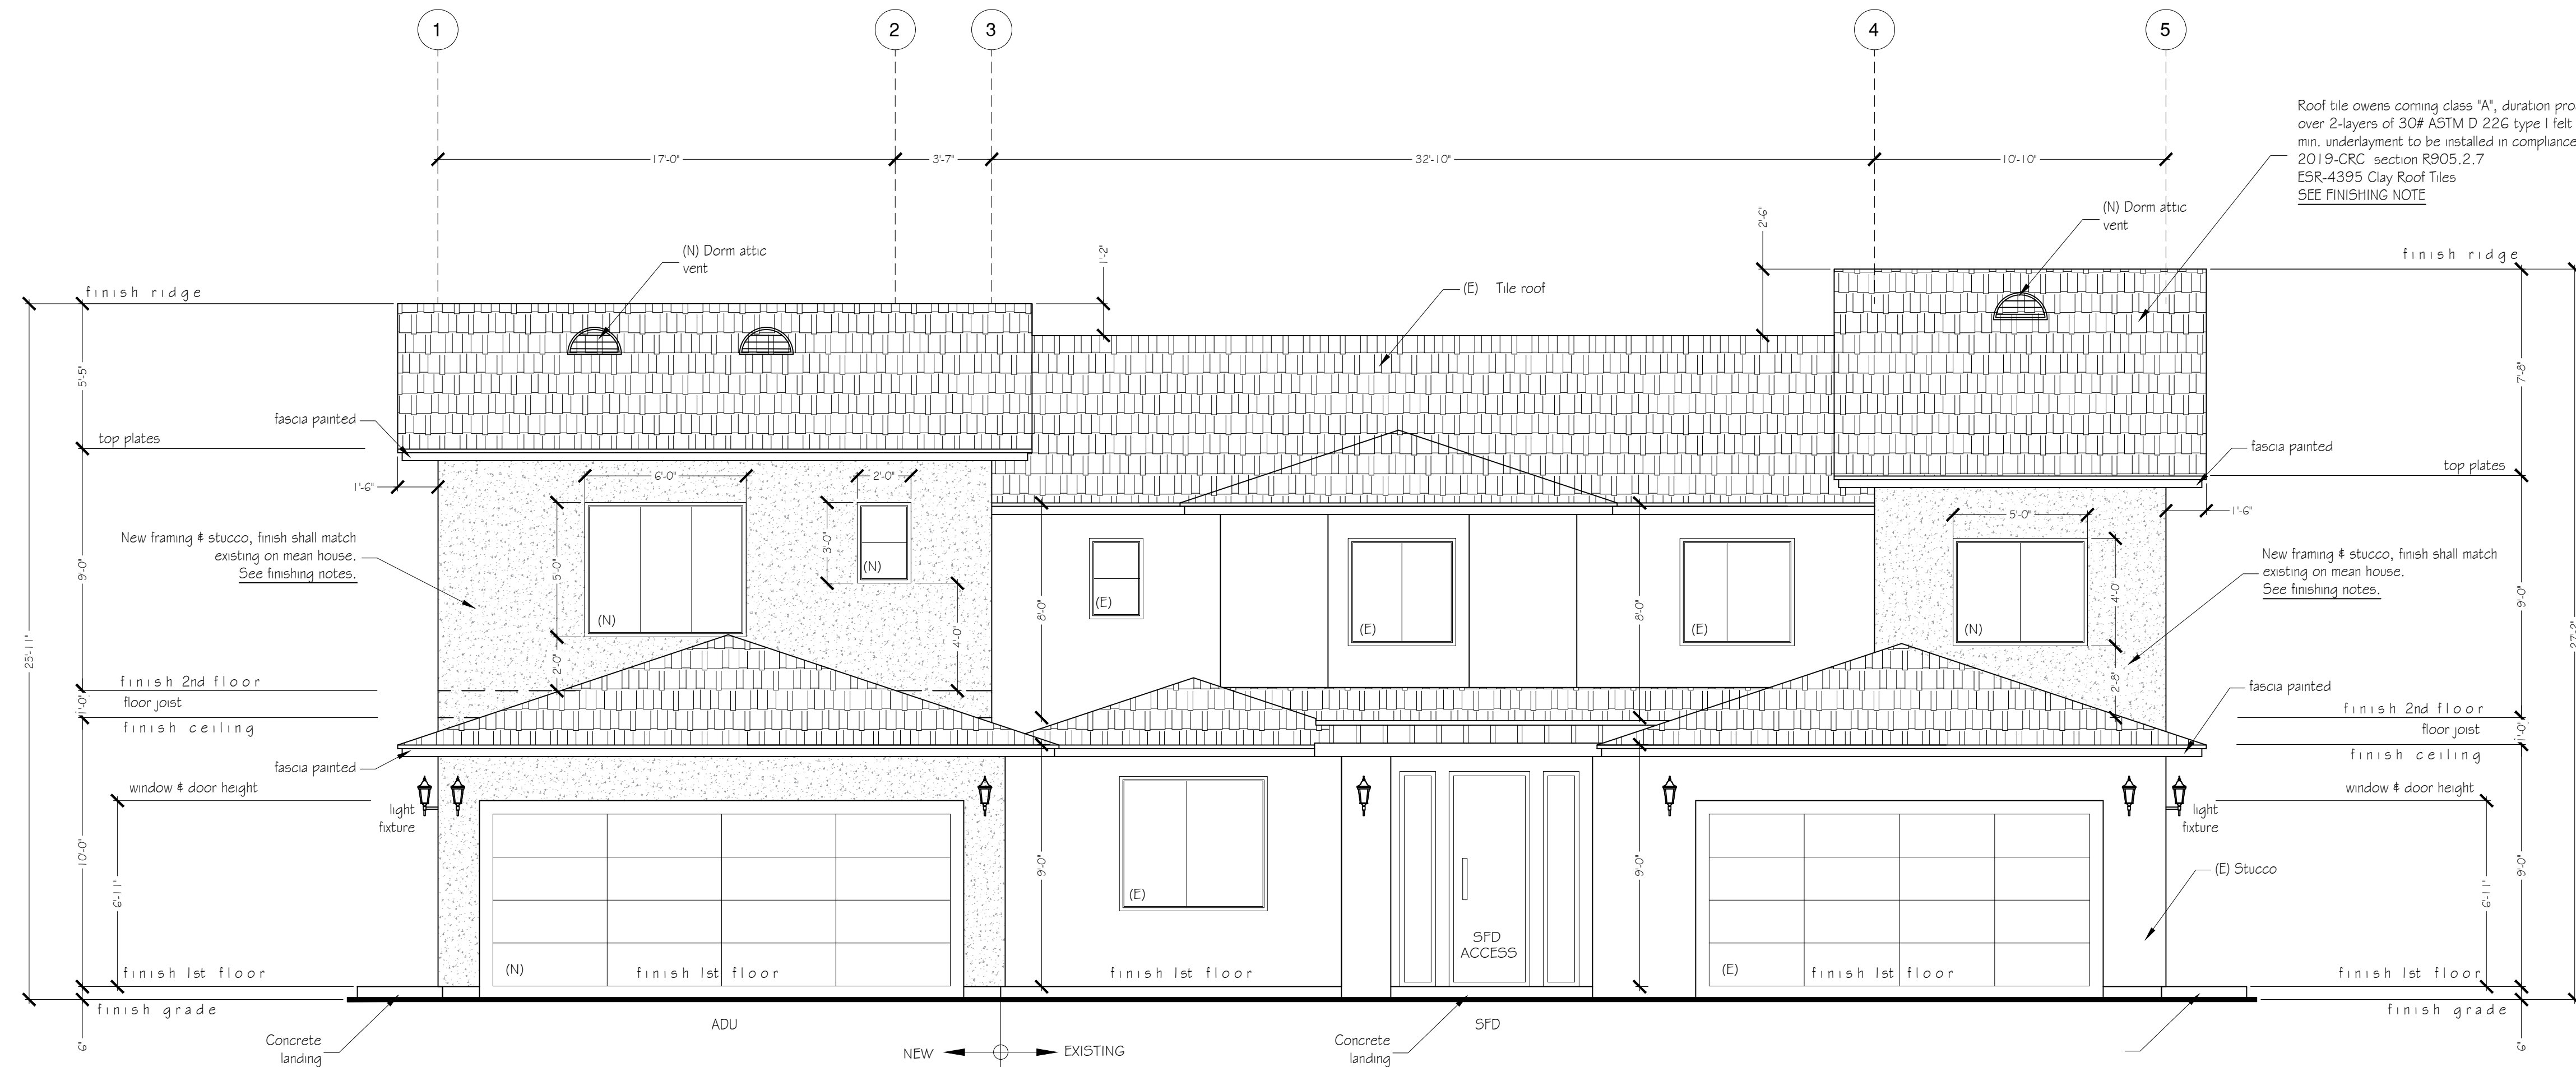 1
2
3
4
5
17'-0"
3'-7"
32'-10"
10'-10"
Roof tile owens corning class "A", duration pro
over 2-layers of 30# ASTM D 226 type I felt
min. underlayment to be installed in compliance
2019-CRC section R905.2.7
ESR-4395 Clay Roof Tiles
SEE FINISHING NOTE
(N) Dorm attic
vent
(N) Dorm attic
vent
1'-2"
2'-6"
finish ridge
finish ridge
(E) Tile roof
5'-5"
7'-8"
fascia painted
top plates
fascia painted
top plates
1'-6"
6'-0"
2'-0"
5'-0"
1'-6"
New framing & stucco, finish shall match
existing on mean house.
See finishing notes.
New framing & stucco, finish shall match
existing on mean house.
See finishing notes.
9'-0"
5'-0"
3'-0"
(N)
(N)
(E)
8'-0"
(E)
8'-0"
(E)
(N)
4'-0"
9'-0"
25'-11"
27'-2"
2'-0"
4'-0"
2'-8"
finish 2nd floor
floor joist
finish ceiling
1'-0"
fascia painted
finish 2nd floor
floor joist
finish ceiling
1'-0"
fascia painted
window & door height
light
fixture
window & door height
light
fixture
10'-0"
6'-11"
9'-0"
(E)
9'-0"
SFD
ACCESS
(E) Stucco
6'-11"
9'-0"
finish 1st floor
(N)
finish 1st floor
finish 1st floor
(E)
finish 1st floor
finish 1st floor
finish grade
finish grade
6"
6"
Concrete
landing
ADU
SFD
NEW
EXISTING
Concrete
landing